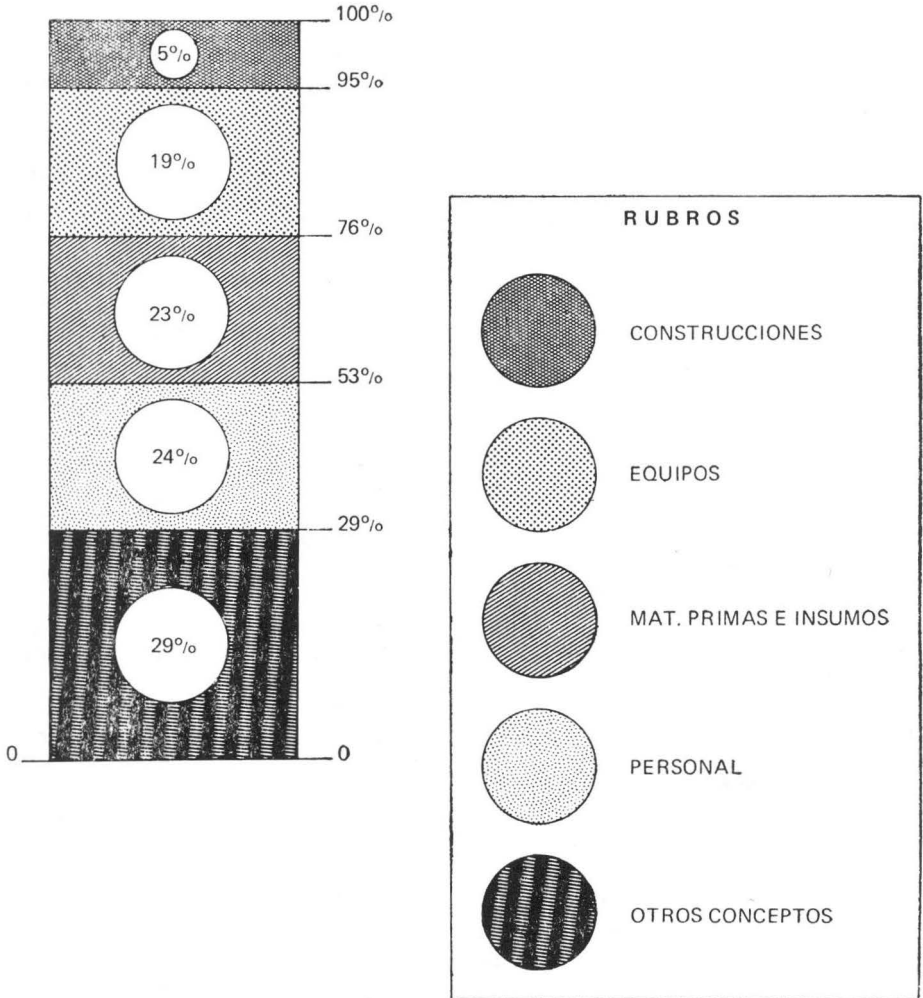 100%
5%
95%
19%
76%
23%
53%
24%
29%
29%
0 0
RUBROS
CONSTRUCCIONES
EQUIPOS
MAT. PRIMAS E INSUMOS
PERSONAL
OTROS CONCEPTOS